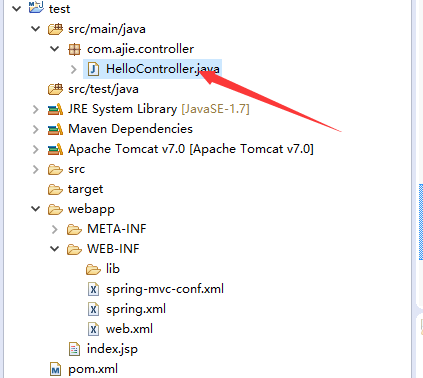 test
src/main/java
com.ajie.controller
HelloController.java
src/test/java
JRE System Library [JavaSE-1.7]
Maven Dependencies
Apache Tomcat v7.0 [Apache Tomcat v7.0]
src
target
webapp
META-INF
WEB-INF
lib
spring-mvc-conf.xml
spring.xml
web.xml
index.jsp
pom.xml